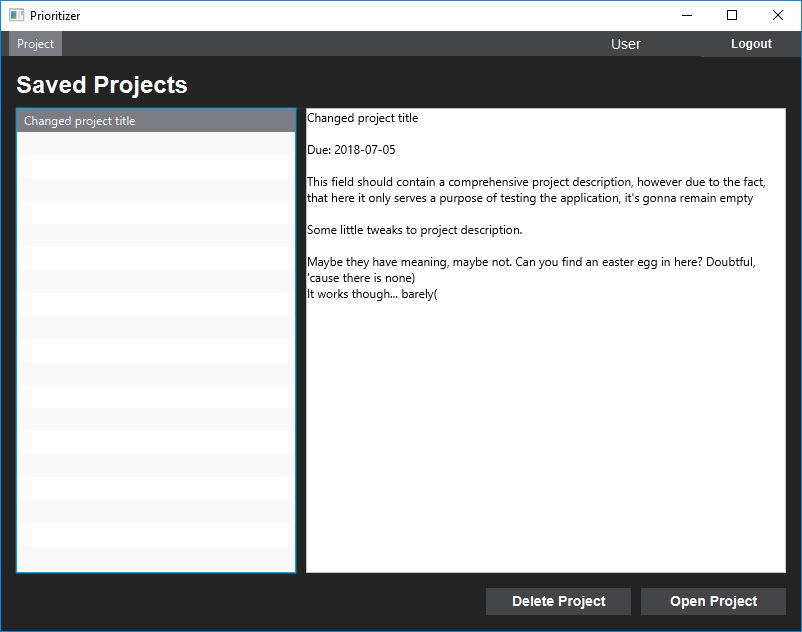 Prioritizer
Project
User
Logout
Saved Projects
Changed project title
Changed project title
Due: 2018-07-05
This field should contain a comprehensive project description, however due to the fact,
that here it only serves a purpose of testing the application, it's gonna remain empty
Some little tweaks to project description.
Maybe they have meaning, maybe not. Can you find an easter egg in here? Doubtful,
'cause there is none)
It works though... barely(
Delete Project
Open Project